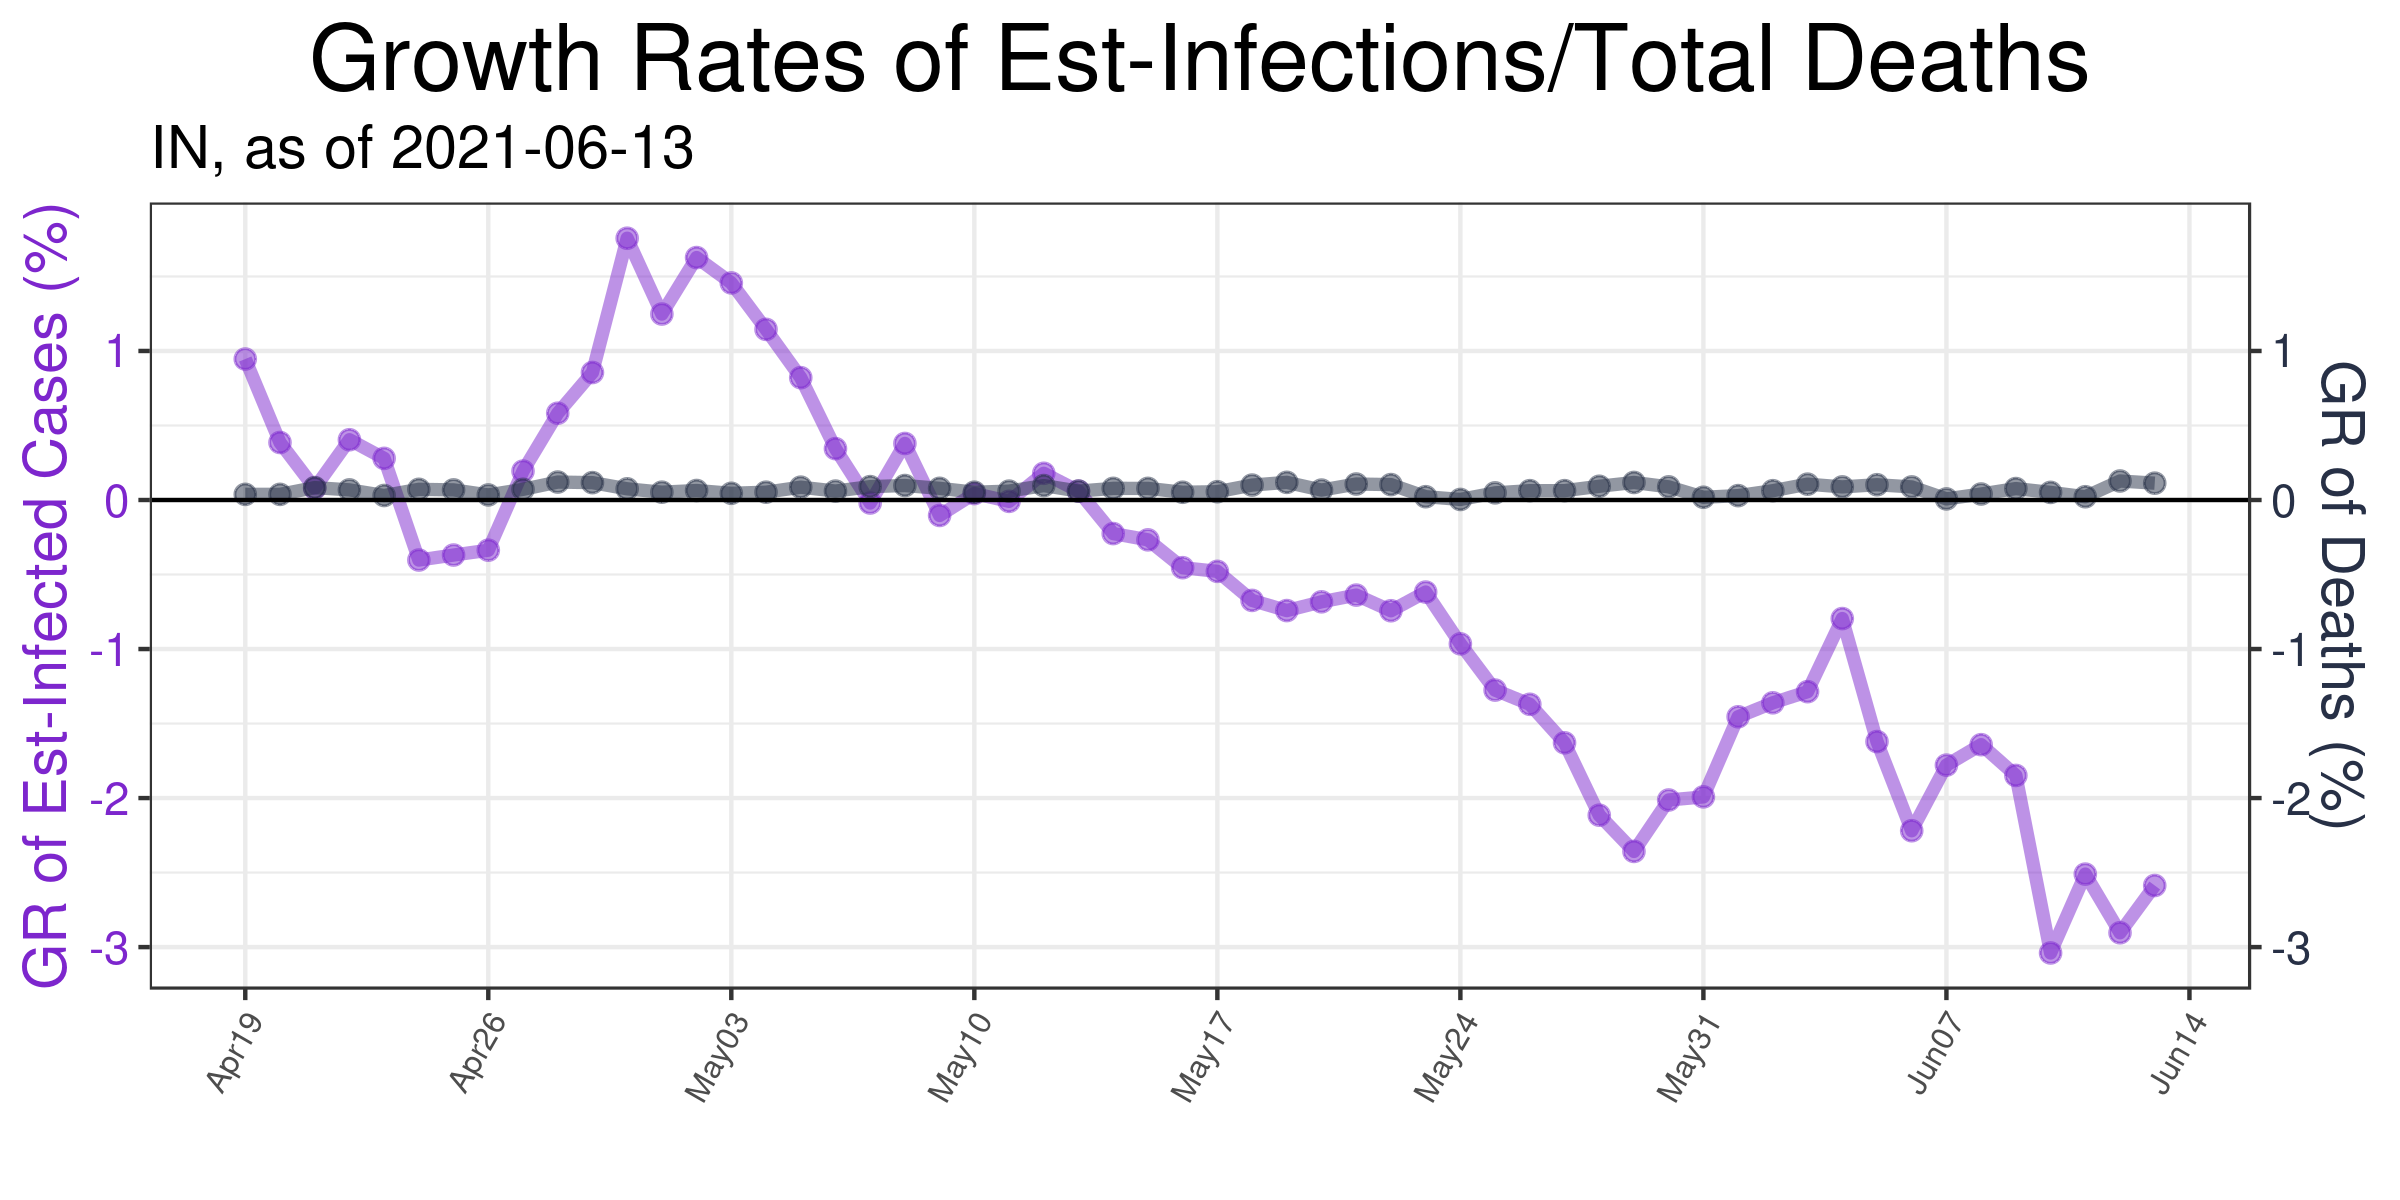 Growth Rates of Est-Infections/Total Deaths
IN, as of 2021-06-13
GR of Est-Infected Cases (%)
1
0
-1
-2
-3
1
0
-1
-2
-3
GR of Deaths (%)
Apr19
Apr26
May03
May10
May17
May24
May31
Jun07
Jun14